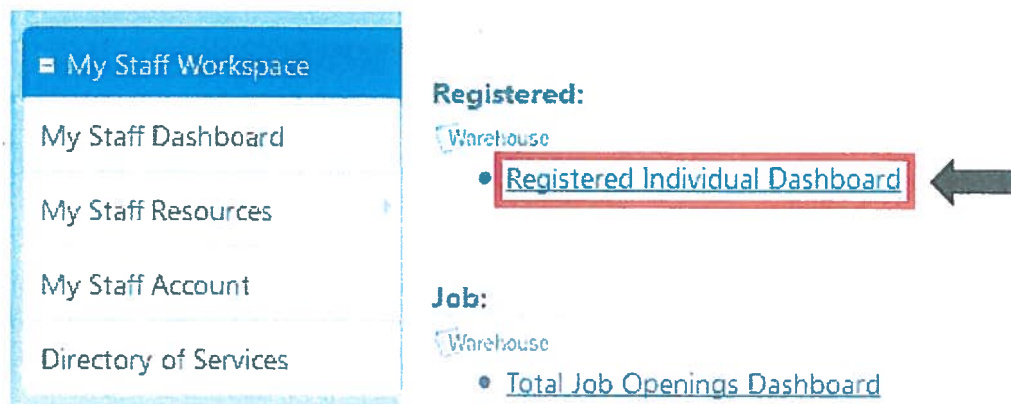 My Staff Workspace
My Staff Dashboard
My Staff Resources
My Staff Account
Directory of Services
Registered:
Warehouse
• Registered Individual Dashboard
Job:
Warehouse
• Total Job Openings Dashboard